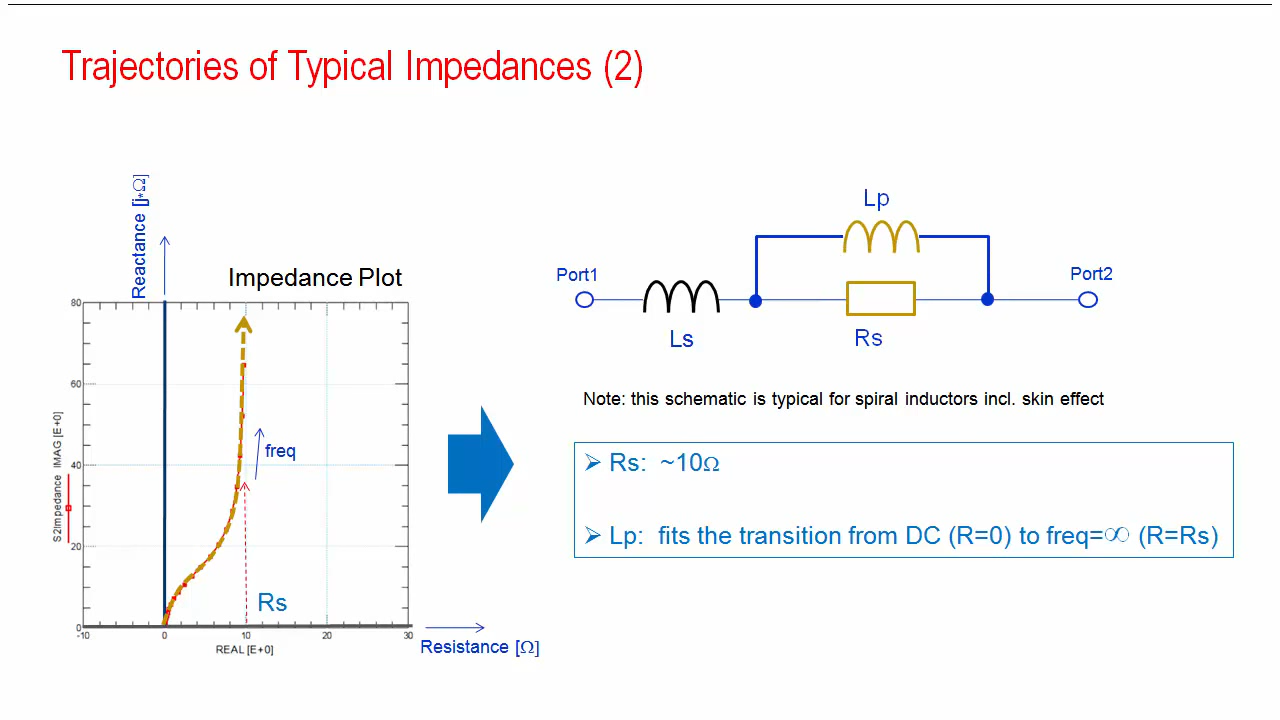 Trajectories of Typical Impedances (2)
Reactance [j*Ω]
Impedance Plot
80
60
40
20
0
-10 0 10 20 30
S2Impedance IMAG [E+0]
REAL [E+0]
freq
Rs
Resistance [Ω]
Lp
Port1
Port2
Ls
Rs
Note: this schematic is typical for spiral inductors incl. skin effect
➢ Rs: ~10Ω
➢ Lp: fits the transition from DC (R=0) to freq=∞ (R=Rs)